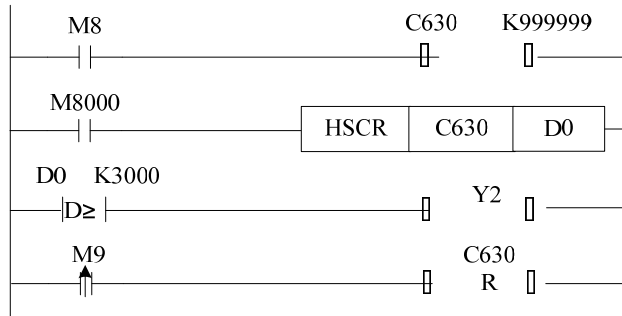 M8 C630 K999999
M8000
HSCR C630 D0
D0 K3000
D≥ Y2
M9 C630
R